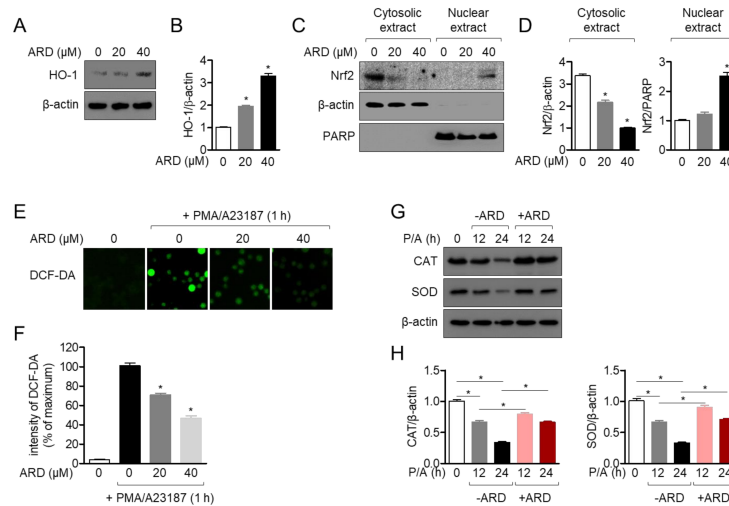 A
ARD (μM)
0 20 40
HO-1
β-actin
B
HO-1/β-actin
4
3
2
1
0
0 20 40
ARD (μM)
*
*
C
Cytosolic extract
Nuclear extract
ARD (μM)
0 20 40 0 20 40
Nrf2
β-actin
PARP
D
Cytosolic extract
Nrf2/β-actin
4
3
2
1
0
*
*
ARD (μM)
0 20 40
Nuclear extract
Nrf2/PARP
3
2
1
0
*
0 20 40
E
+ PMA/A23187 (1 h)
ARD (μM)
0 0 20 40
DCF-DA
F
intensity of DCF-DA
(% of maximum)
120
100
80
60
40
20
0
*
*
ARD (μM)
0 0 20 40
+ PMA/A23187 (1 h)
G
-ARD +ARD
P/A (h)
0 12 24 12 24
CAT
SOD
β-actin
H
CAT/β-actin
1.5
1.0
0.5
0.0
*
*
*
*
P/A (h)
0 12 24 12 24
-ARD +ARD
SOD/β-actin
1.5
1.0
0.5
0.0
*
*
*
*
0 12 24 12 24
-ARD +ARD